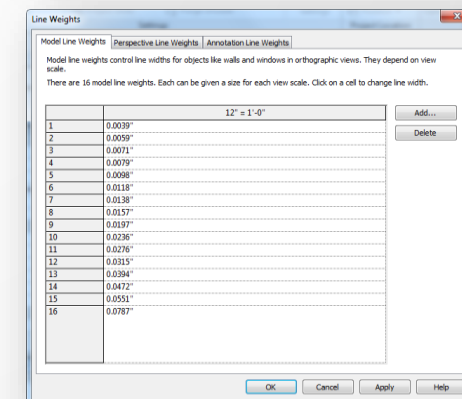 Line Weights
Model Line Weights Perspective Line Weights Annotation Line Weights
Model line weights control line widths for objects like walls and windows in orthographic views. They depend on view
scale.
There are 16 model line weights. Each can be given a size for each view scale. Click on a cell to change line width.
12" = 1'-0" Add...
Delete
1 0.0039"
2 0.0059"
3 0.0071"
4 0.0079"
5 0.0098"
6 0.0118"
7 0.0138"
8 0.0157"
9 0.0197"
10 0.0236"
11 0.0276"
12 0.0315"
13 0.0394"
14 0.0472"
15 0.0551"
16 0.0787"
OK Cancel Apply Help